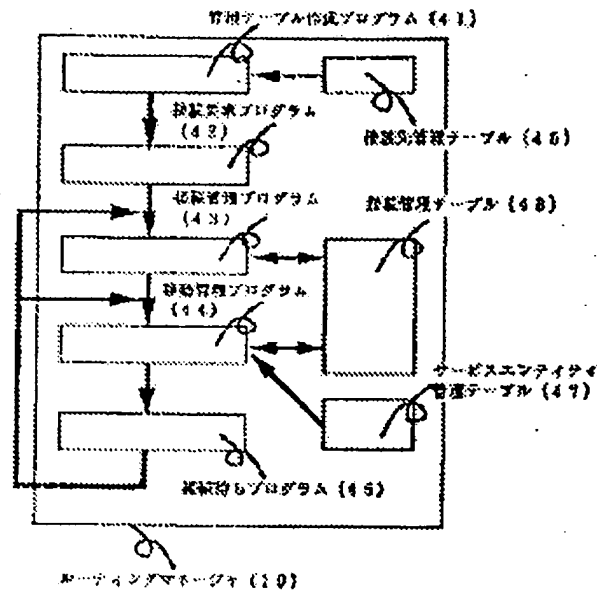 管理テーブル作成プログラム (41)
接続要求プログラム
(42)
接続先管理テーブル (46)
接続管理プログラム
(43)
接続管理テーブル (48)
移動管理プログラム
(44)
サービスエンティティ
管理テーブル (47)
接続待ちプログラム (45)
ルーティングマネージャ (10)